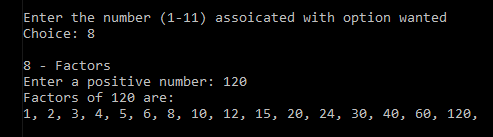 Enter the number (1-11) assoicated with option wanted
Choice: 8
8 - Factors
Enter a positive number: 120
Factors of 120 are:
1, 2, 3, 4, 5, 6, 8, 10, 12, 15, 20, 24, 30, 40, 60, 120,